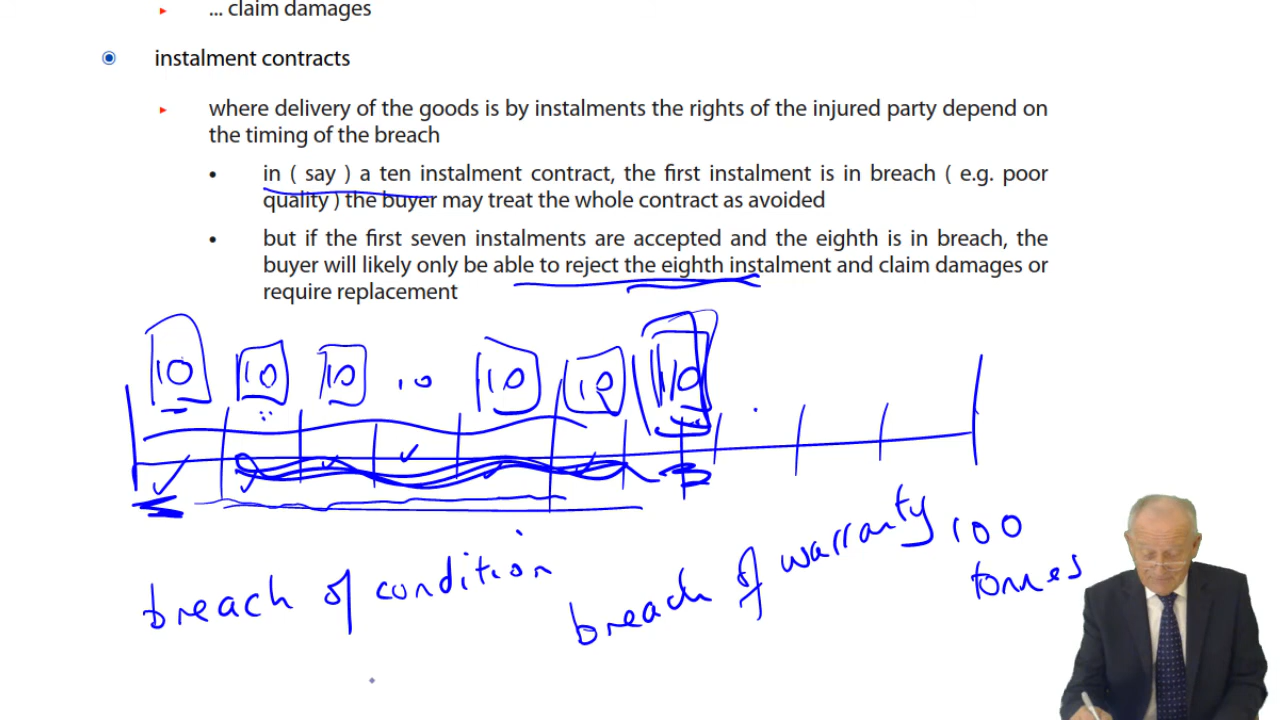 ... claim damages
instalment contracts
where delivery of the goods is by instalments the rights of the injured party depend on
the timing of the breach
in ( say ) a ten instalment contract, the first instalment is in breach ( e.g. poor
quality ) the buyer may treat the whole contract as avoided
but if the first seven instalments are accepted and the eighth is in breach, the
buyer will likely only be able to reject the eighth instalment and claim damages or
require replacement
10 10 10 10 10 10 10
breach of condition
breach of warranty
100
tonnes